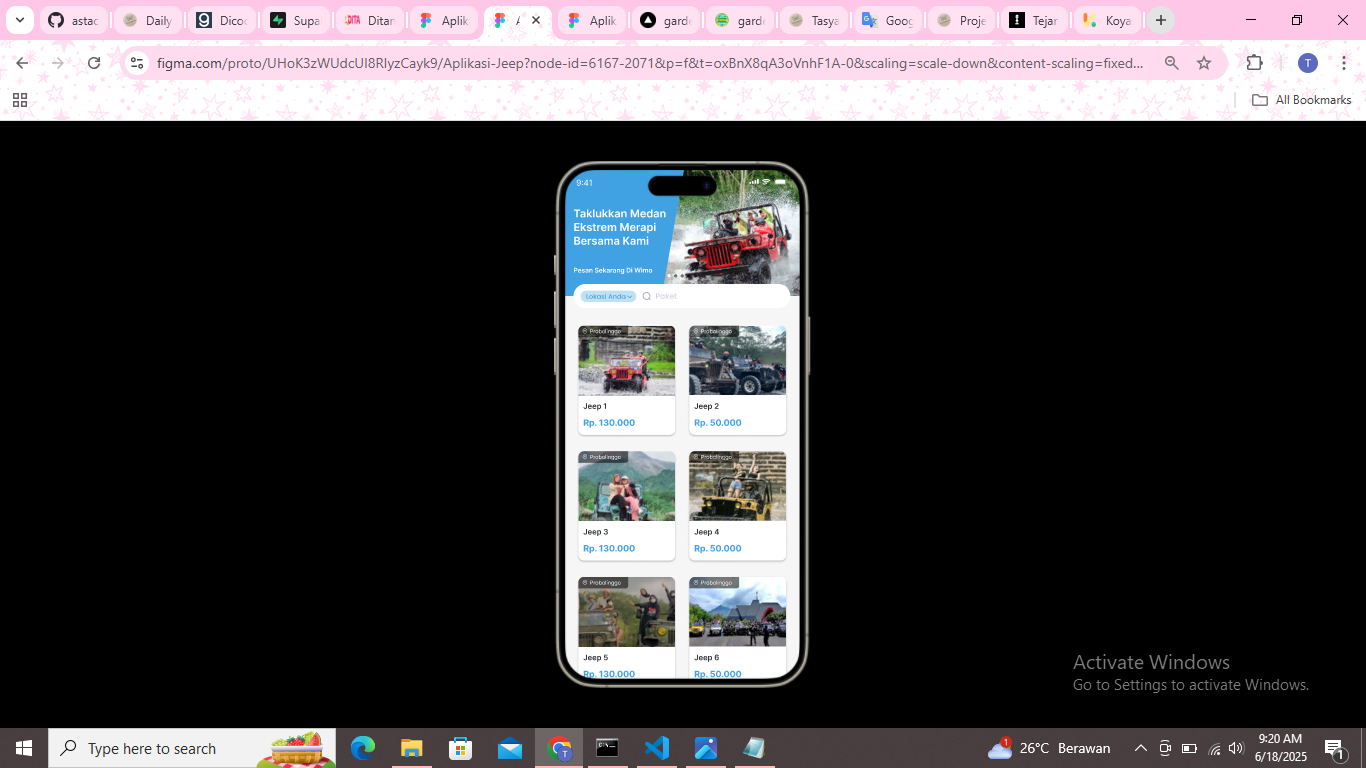 astac
Daily
Dico
Supa
Ditan
Aplik
A
Aplik
gard
gard
Tasya
Goog
Proje
Tejar
Koya
figma.com/proto/UHoK3zWUdcUI8RIyzCayk9/Aplikasi-Jeep?node-id=6167-2071&p=f&t=oxBnX8qA3oVnhF1A-0&scaling=scale-down&content-scaling=fixed...
T
All Bookmarks
9:41
Taklukkan Medan
Ekstrem Merapi
Bersama Kami
Pesan Sekarang Di Wimo
Lokasi Anda
Paket
Probolinggo
Probolinggo
Jeep 1
Jeep 2
Rp. 130.000
Rp. 50.000
Probolinggo
Probolinggo
Jeep 3
Jeep 4
Rp. 130.000
Rp. 50.000
Probolinggo
Probolinggo
Jeep 5
Jeep 6
Rp. 130.000
Rp. 50.000
Activate Windows
Go to Settings to activate Windows.
Type here to search
T
1
26°C Berawan
9:20 AM
6/18/2025
1